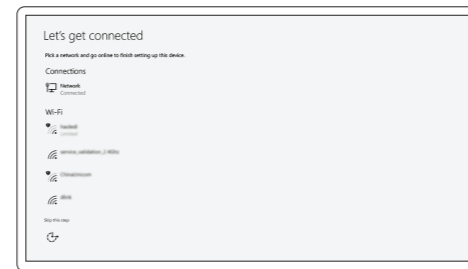 Let's get connected
Pick a network and go online to finish setting up this device.
Connections
Network
Connected
Wi-Fi
service_validation_2.4Ghz
dlink
Skip this step